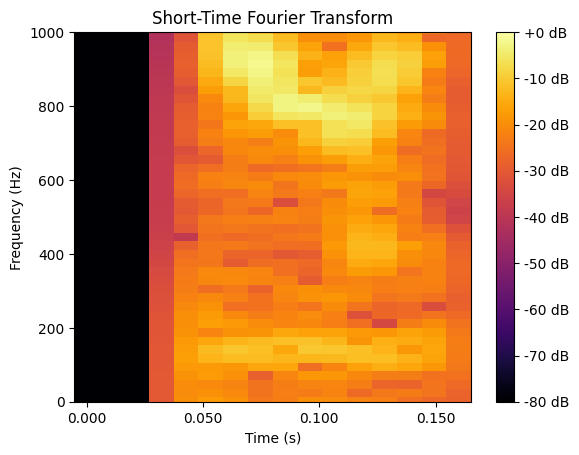 Short-Time Fourier Transform
1000
800
600
400
200
0
Frequency (Hz)
0.000
0.050
0.100
0.150
Time (s)
+0 dB
-10 dB
-20 dB
-30 dB
-40 dB
-50 dB
-60 dB
-70 dB
-80 dB